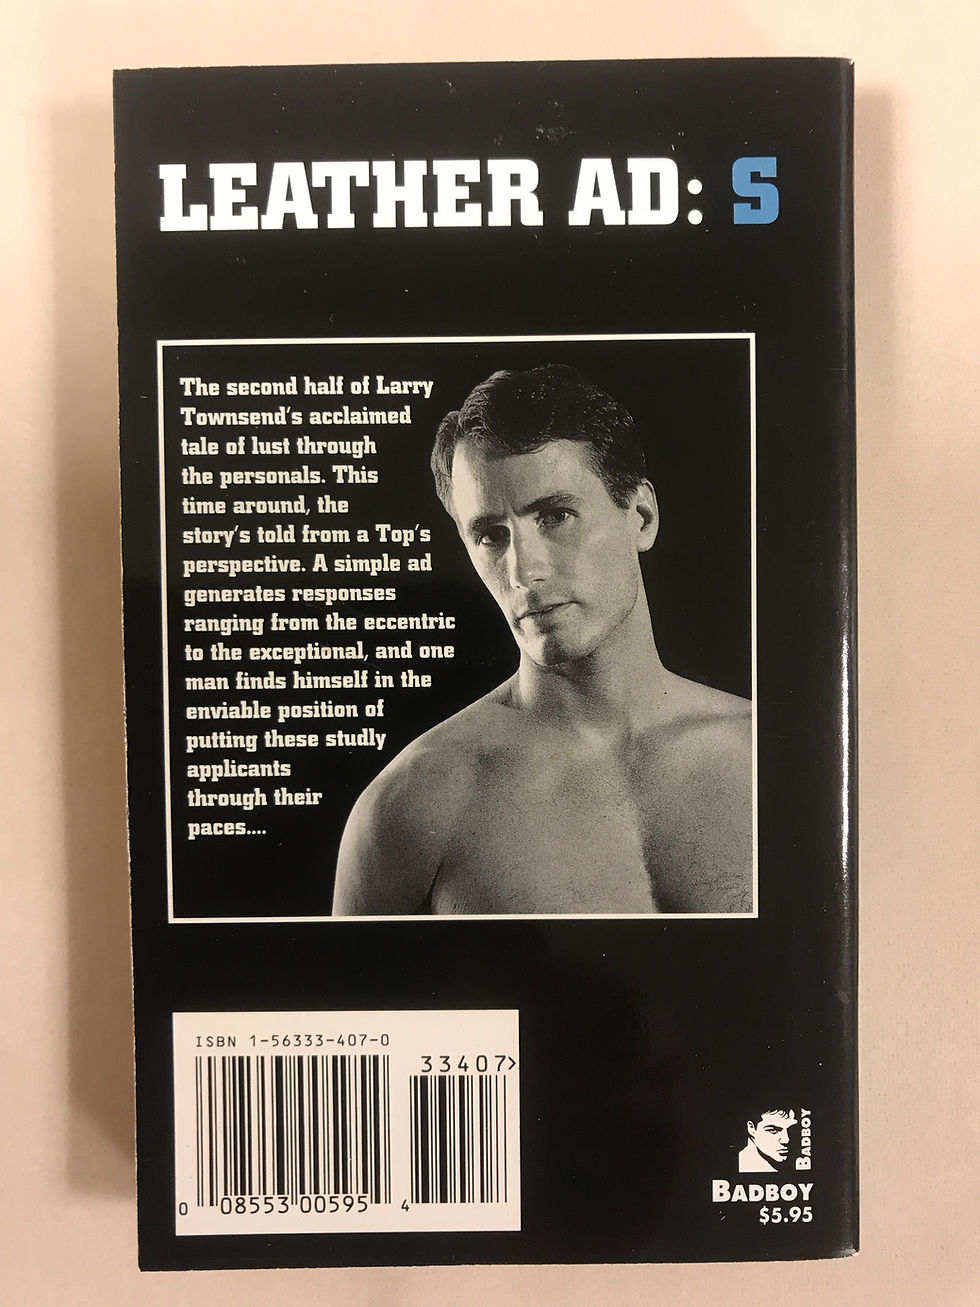 LEATHER AD: S
The second half of Larry
Townsend's acclaimed
tale of lust through
the personals. This
time around, the
story's told from a Top's
perspective. A simple ad
generates responses
ranging from the eccentric
to the exceptional, and one
man finds himself in the
enviable position of
putting these studly
applicants
through their
paces....
ISBN 1-56333-407-0
33407>
0 08553 00595 4
BADBOY
BADBOY
$5.95